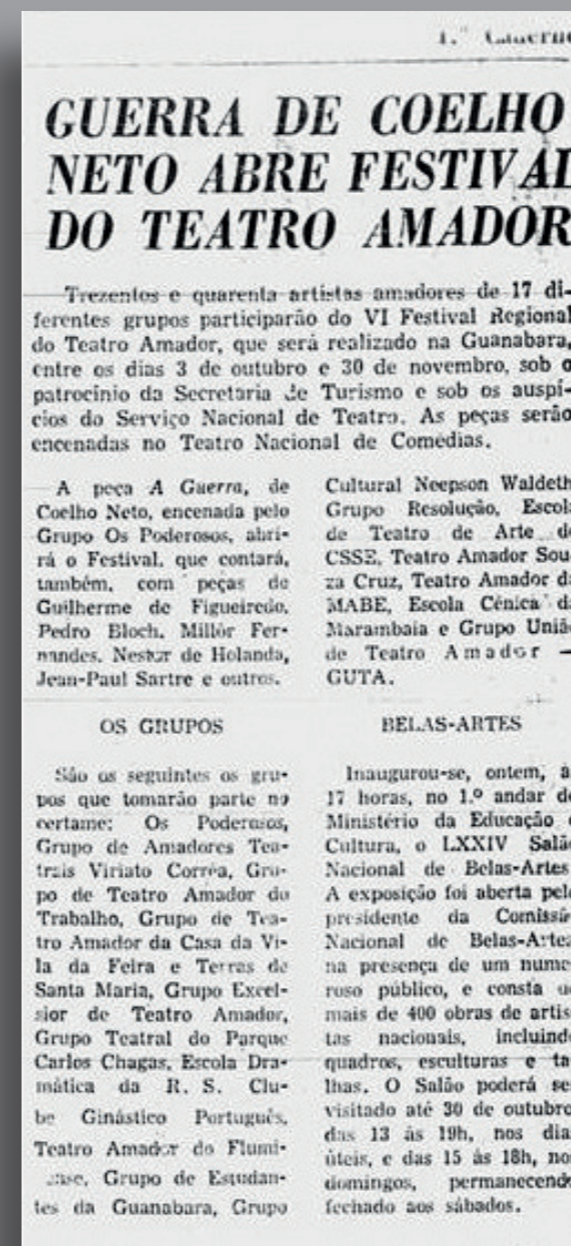 1.º Caderno
GUERRA DE COELHO
NETO ABRE FESTIVAL
DO TEATRO AMADOR
Trezentos e quarenta artistas amadores de 17 di-
ferentes grupos participarão do VI Festival Regional
do Teatro Amador, que será realizado na Guanabara,
entre os dias 3 de outubro e 30 de novembro, sob o
patrocínio da Secretaria de Turismo e sob os auspí-
cios do Serviço Nacional de Teatro. As peças serão
encenadas no Teatro Nacional de Comédias.
A peça A Guerra, de
Coelho Neto, encenada pelo
Grupo Os Poderosos, abri-
rá o Festival, que contará,
também, com peças de
Guilherme de Figueiredo,
Pedro Bloch, Millôr Fer-
nandes, Nestor de Holanda,
Jean-Paul Sartre e outros.
OS GRUPOS
São os seguintes os gru-
pos que tomarão parte no
certame: Os Poderosos,
Grupo de Amadores Tea-
trais Viriato Corrêa, Gru-
po de Teatro Amador do
Trabalho, Grupo de Tea-
tro Amador da Casa da Vi-
la da Feira e Terras de
Santa Maria, Grupo Excel-
sior de Teatro Amador,
Grupo Teatral do Parque
Carlos Chagas, Escola Dra-
mática da R. S. Clu-
be Ginástico Português,
Teatro Amador do Flumi-
nense, Grupo de Estudan-
tes da Guanabara, Grupo
Cultural Neepson Waldeth
Grupo Resolução, Escola
de Teatro de Arte de
CSSE, Teatro Amador Sou-
za Cruz, Teatro Amador da
MABE, Escola Cênica da
Marambaia e Grupo União
de Teatro Amador —
GUTA.
BELAS-ARTES
Inaugurou-se, ontem, à
17 horas, no 1.º andar do
Ministério da Educação e
Cultura, o LXXIV Salão
Nacional de Belas-Artes
A exposição foi aberta pelo
presidente da Comissão
Nacional de Belas-Artes
na presença de um nume-
roso público, e consta de
mais de 400 obras de artis-
tas nacionais, incluindo
quadros, esculturas e ta-
lhas. O Salão poderá ser
visitado até 30 de outubro
das 13 às 19h, nos dias
úteis, e das 15 às 18h, nos
domingos, permanecendo
fechado aos sábados.